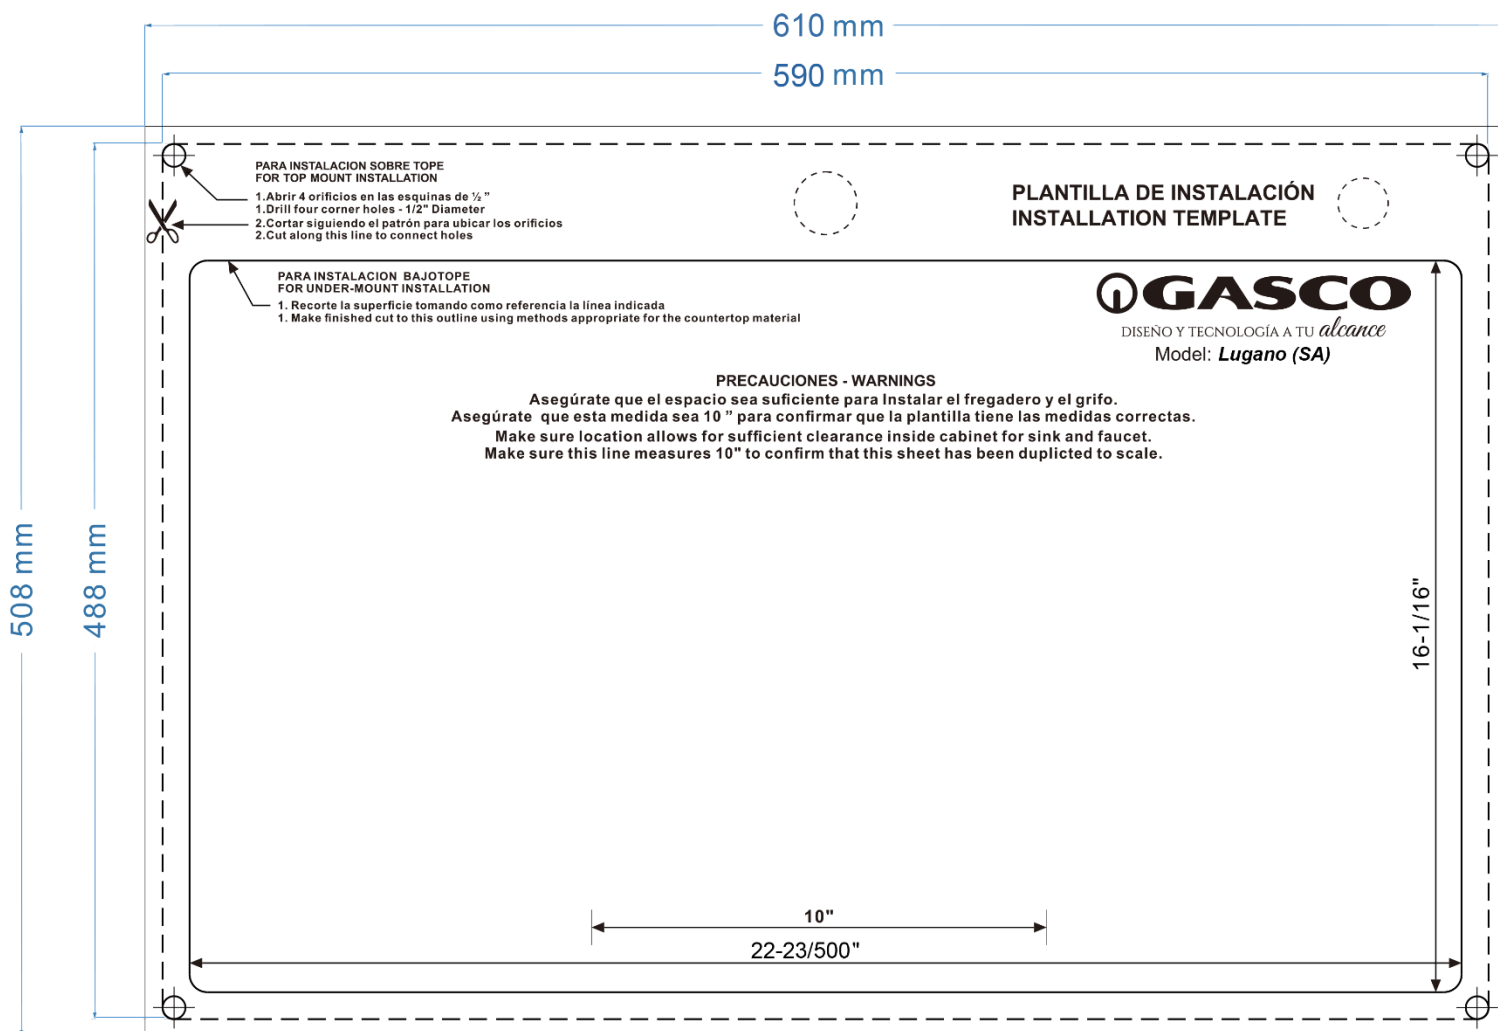 610 mm
590 mm
PARA INSTALACION SOBRE TOPE
FOR TOP MOUNT INSTALLATION
1.Abrir 4 orificios en las esquinas de ½ "
1.Drill four corner holes - 1/2" Diameter
2.Cortar siguiendo el patrón para ubicar los orificios
2.Cut along this line to connect holes
PLANTILLA DE INSTALACIÓN
INSTALLATION TEMPLATE
PARA INSTALACION BAJOTOPE
FOR UNDER-MOUNT INSTALLATION
1. Recorte la superficie tomando como referencia la línea indicada
1. Make finished cut to this outline using methods appropriate for the countertop material
GASCO
DISEÑO Y TECNOLOGÍA A TU alcance
Model: Lugano (SA)
PRECAUCIONES - WARNINGS
Asegúrate que el espacio sea suficiente para Instalar el fregadero y el grifo.
Asegúrate que esta medida sea 10 " para confirmar que la plantilla tiene las medidas correctas.
Make sure location allows for sufficient clearance inside cabinet for sink and faucet.
Make sure this line measures 10" to confirm that this sheet has been duplicted to scale.
508 mm
488 mm
16-1/16"
10"
22-23/500"